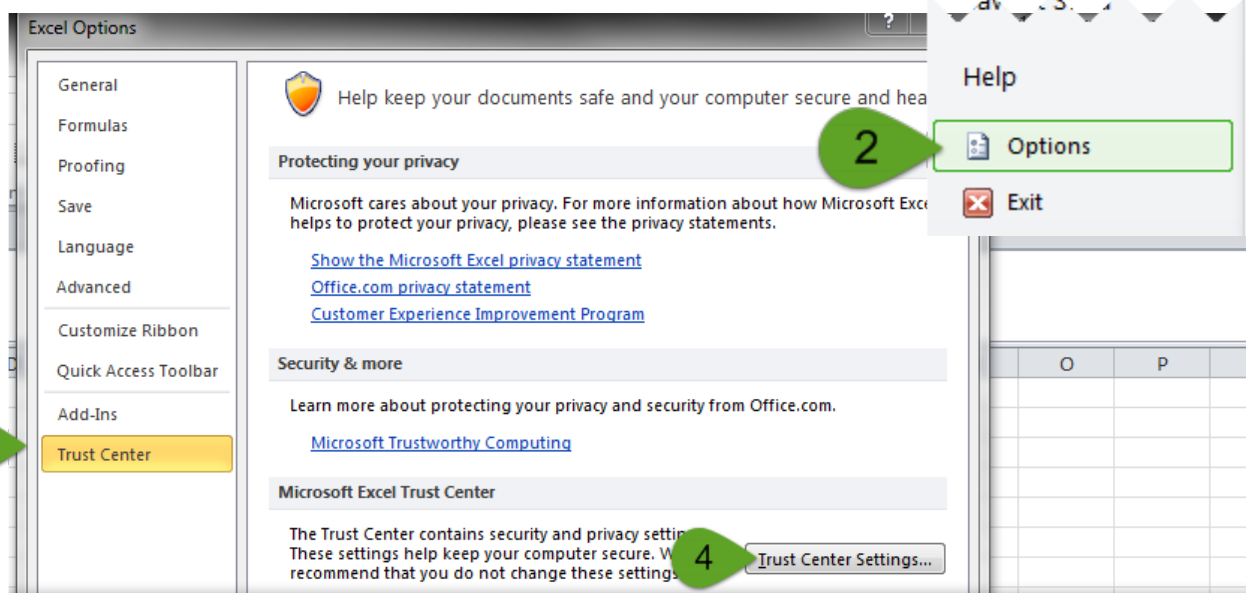 Excel Options
?
Help
2
Options
Exit
General
Formulas
Proofing
Save
Language
Advanced
Customize Ribbon
Quick Access Toolbar
Add-Ins
Trust Center
Help keep your documents safe and your computer secure and hea
Protecting your privacy
Microsoft cares about your privacy. For more information about how Microsoft Exce
helps to protect your privacy, please see the privacy statements.
Show the Microsoft Excel privacy statement
Office.com privacy statement
Customer Experience Improvement Program
Security & more
Learn more about protecting your privacy and security from Office.com.
Microsoft Trustworthy Computing
Microsoft Excel Trust Center
The Trust Center contains security and privacy settin
These settings help keep your computer secure. W
recommend that you do not change these settings
4
Trust Center Settings...
O P